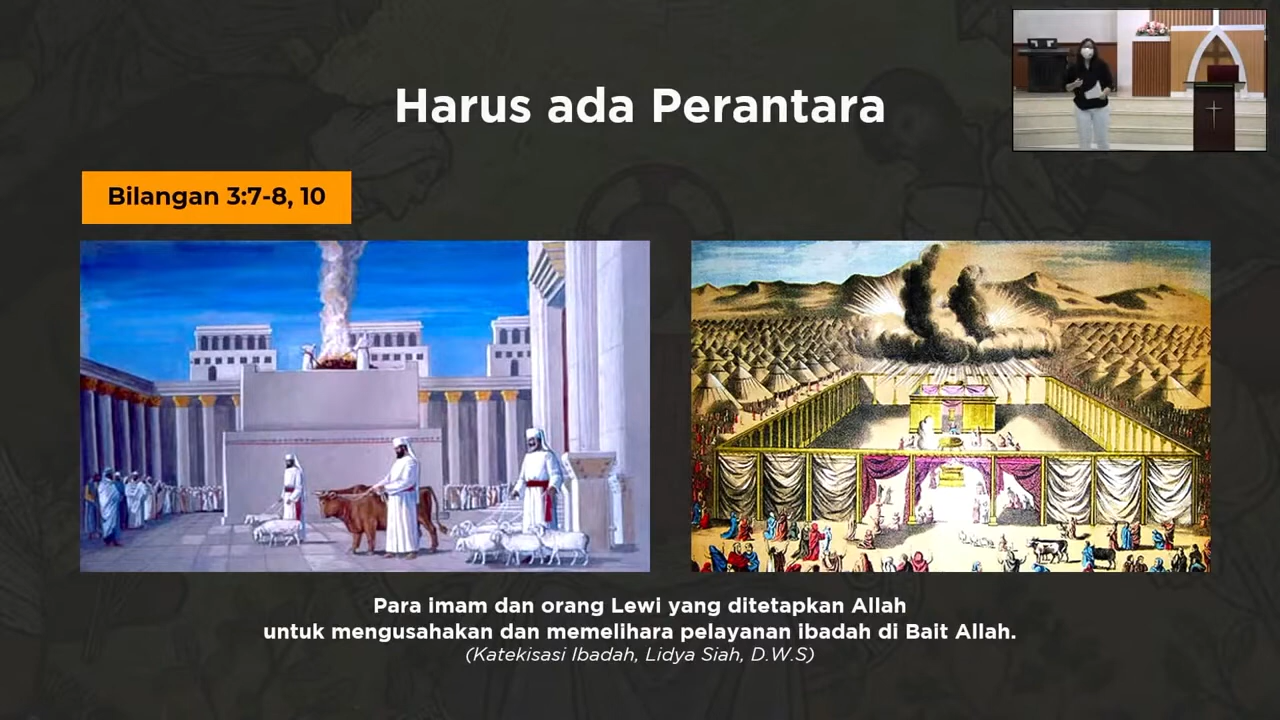 Harus ada Perantara
Bilangan 3:7-8, 10
Para imam dan orang Lewi yang ditetapkan Allah
untuk mengusahakan dan memelihara pelayanan ibadah di Bait Allah.
(Katekisasi Ibadah, Lidya Siah, D.W.S)